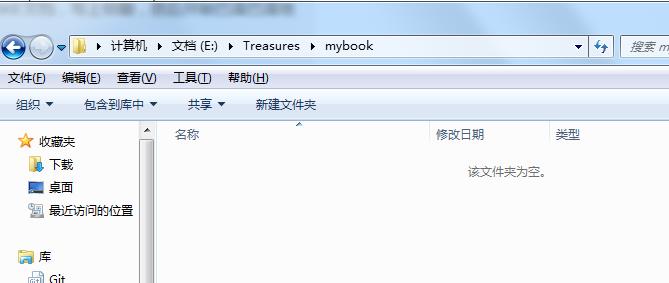 计算机 文档 (E:) Treasures mybook 搜索 m
文件(F) 编辑(E) 查看(V) 工具(T) 帮助(H)
组织 包含到库中 共享 新建文件夹
名称 修改日期 类型
收藏夹
下载
该文件夹为空。
桌面
最近访问的位置
库
Git